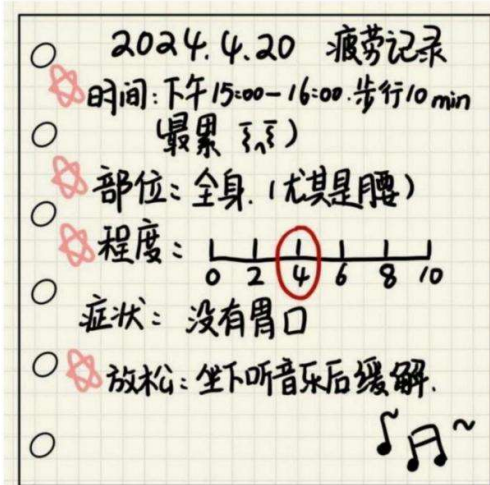 2024.4.20 疲劳记录
时间:下午15:00-16:00.步行10min
(最累)
部位:全身.(尤其是腰)
程度:
0 2 4 6 8 10
症状:没有胃口
放松:坐下听音乐后缓解.